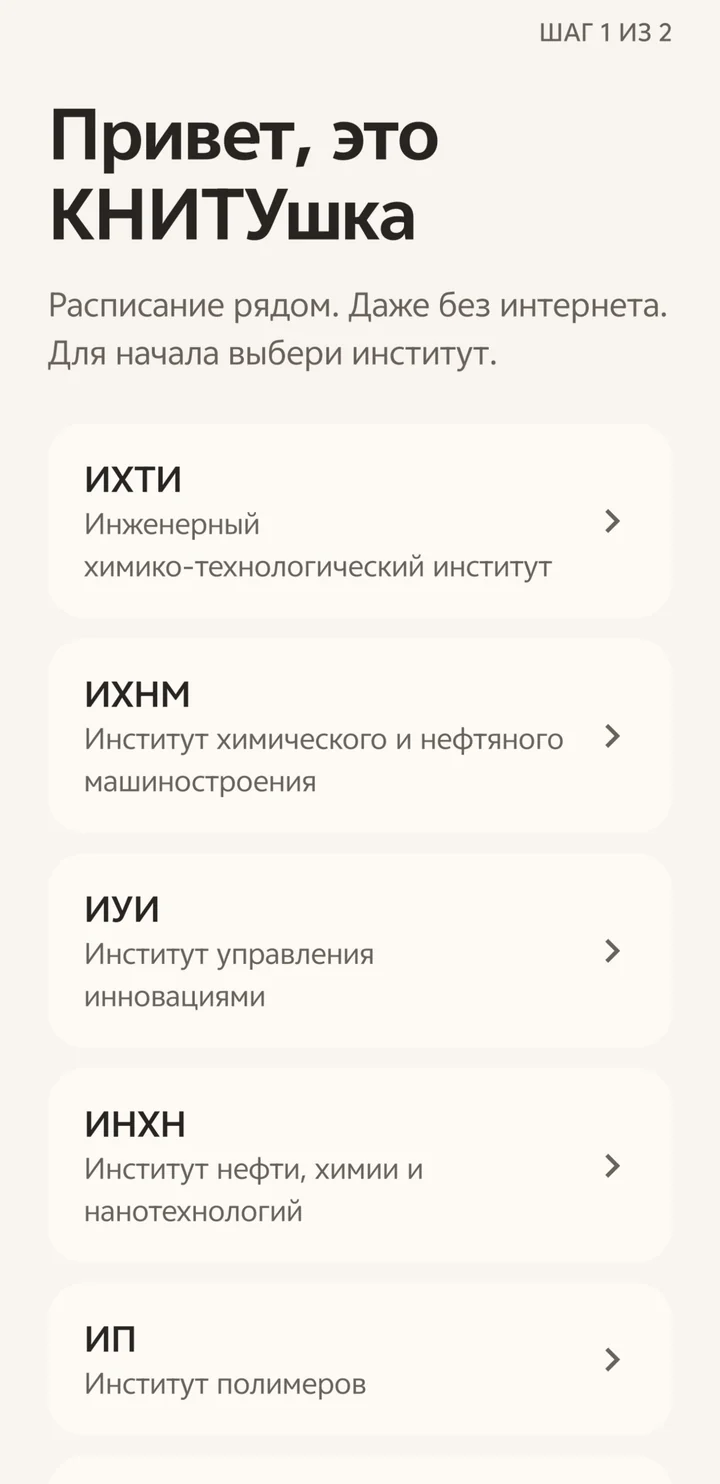 ШАГ 1 ИЗ 2
Привет, это
КНИТУшка
Расписание рядом. Даже без интернета.
Для начала выбери институт.
ИХТИ
Инженерный
химико-технологический институт
ИХНМ
Институт химического и нефтяного
машиностроения
ИУИ
Институт управления
инновациями
ИНХН
Институт нефти, химии и
нанотехнологий
ИП
Институт полимеров